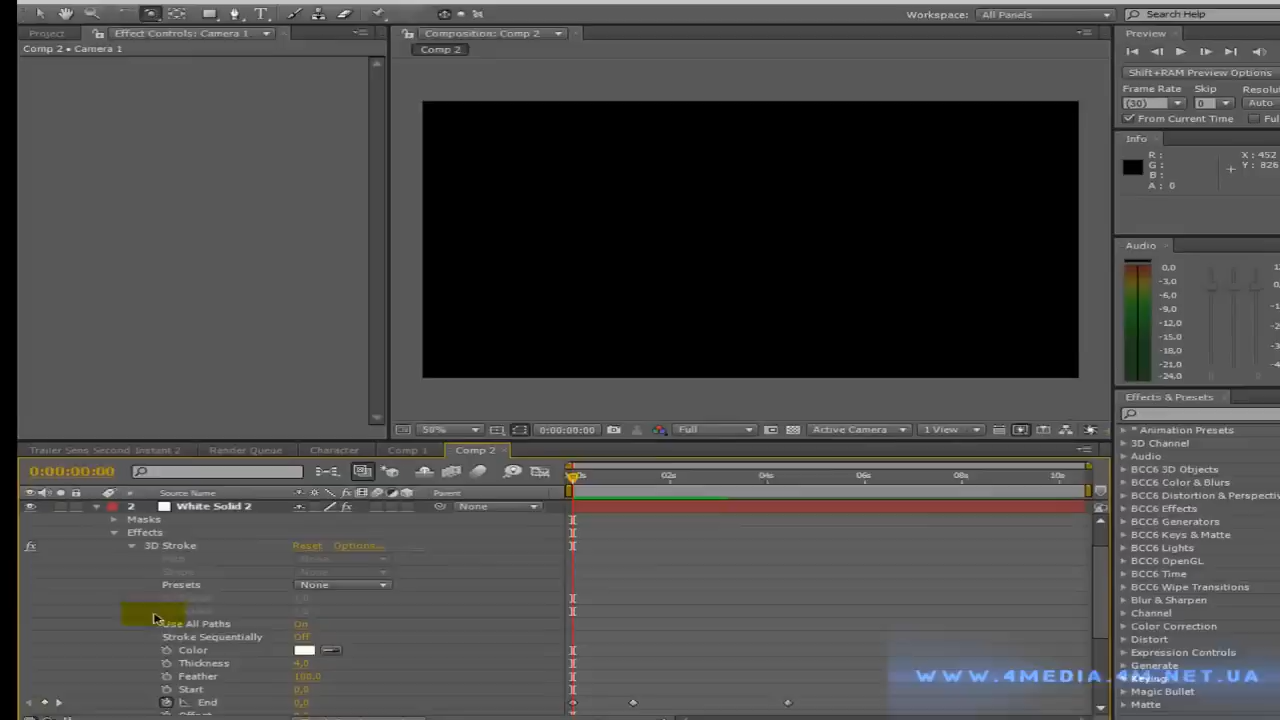 Workspace: All Panels Search Help
Project Effect Controls: Camera 1 Composition: Comp 2 Preview
Comp 2 • Camera 1
Comp 2
Shift+RAM Preview Options
Frame Rate Skip Resolu
(30) 0 Auto
From Current Time Ful
Info
R : X : 452
G : Y : 826
B :
A : 0
Audio
0,0
-3,0
-6,0
-9,0
-12,0
-15,0
-18,0
-21,0
-24,0
Effects & Presets
* Animation Presets
3D Channel
Audio
BCC6 3D Objects
BCC6 Color & Blurs
BCC6 Distortion & Perspecti
BCC6 Effects
BCC6 Generators
BCC6 Keys & Matte
BCC6 Lights
BCC6 OpenGL
BCC6 Time
BCC6 Wipe Transitions
Blur & Sharpen
Channel
Color Correction
Distort
Expression Controls
Generate
Keying
Magic Bullet
Matte
0:00:00:00 Full Active Camera 1 View
Trailer Sens Second Instant 2 Render Queue Character Comp 1 Comp 2
0:00:00:00
02s 04s 06s 08s 10s
# Source Name Parent
2 White Solid 2 None
Masks
Effects
3D Stroke Reset Options...
Presets None
Use All Paths On
Stroke Sequentially Off
Color
Thickness 4,0
Feather 100,0
Start 0,0
End 0,0
WWW.4MEDIA.4M.NET.UA